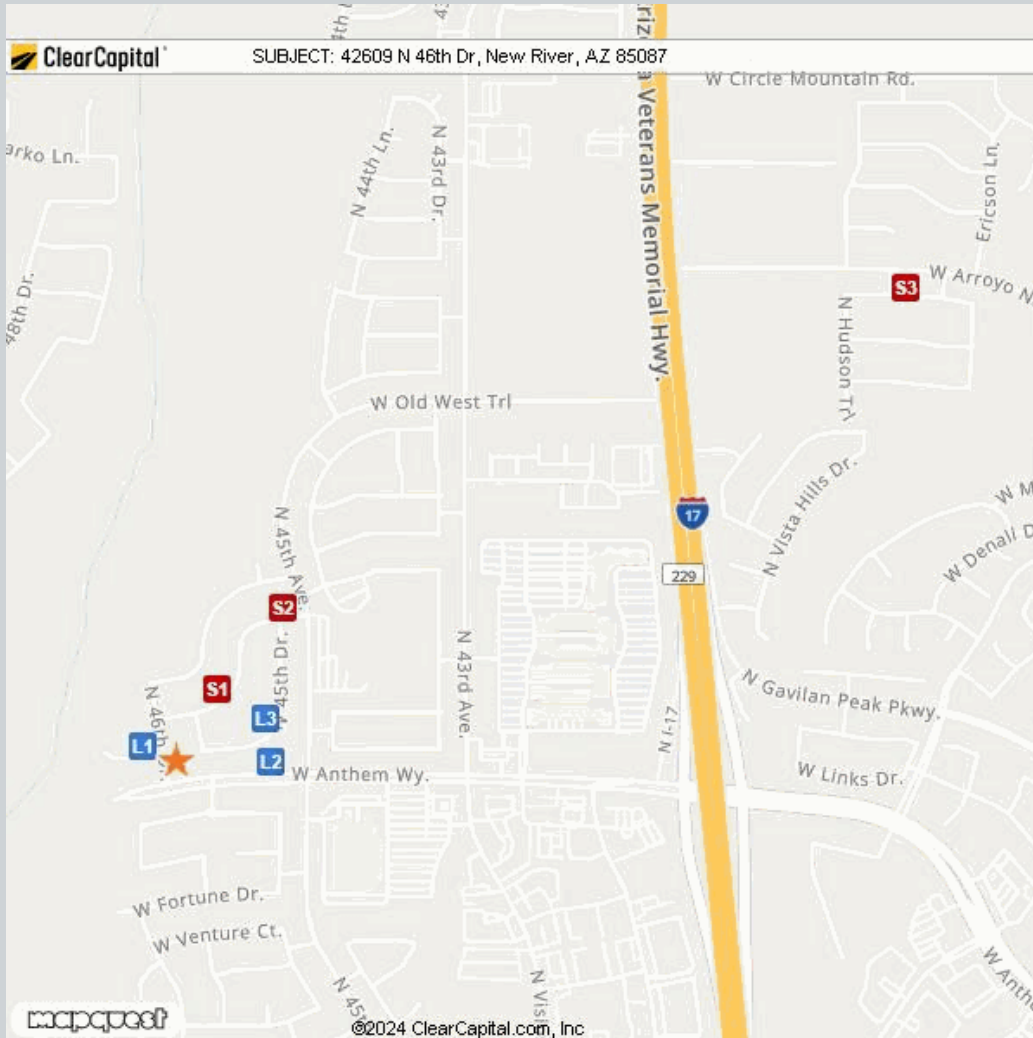 ClearCapital
SUBJECT: 42609 N 46th Dr, New River, AZ 85087
W Circle Mountain Rd.
Veterans Memorial Hwy.
N 44th Ln.
N 43rd Dr.
Ericson Ln.
arko Ln.
48th Dr.
S3
W Arroyo N
N Hudson Trl
W Old West Trl
N Vista Hills Dr.
W M
W Denali D
17
229
N 45th Ave.
S2
45th Dr.
N 43rd Ave.
S1
L3
N 46th
L1
L2
W Anthem Wy.
N Gavilan Peak Pkwy.
N I-17
W Links Dr.
W Fortune Dr.
W Venture Ct.
N 45t
N Vis
W Anth
mapquest
©2024 ClearCapital.com, Inc